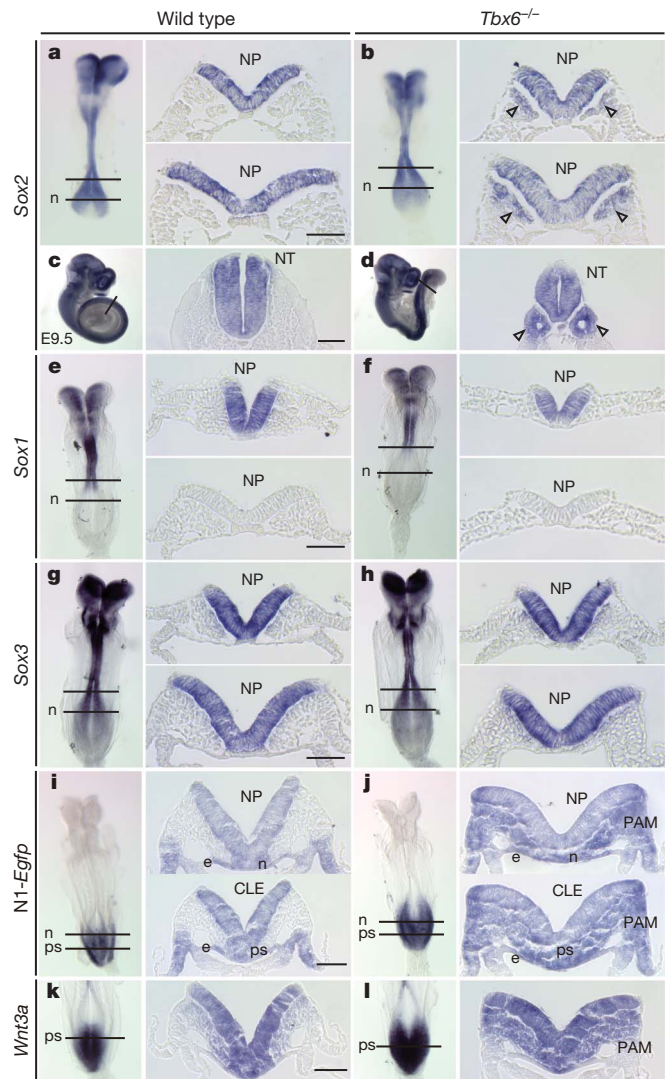 Wild type
Tbx6–/–
Sox2
a
NP
n
NP
b
NP
n
NP
c
E9.5
NT
d
NT
Sox1
e
NP
n
NP
f
NP
n
NP
Sox3
g
NP
n
NP
h
NP
n
NP
N1-Egfp
i
NP
e
n
n
ps
CLE
e
ps
j
NP
PAM
e
n
n
ps
CLE
PAM
ps
e
Wnt3a
k
ps
l
ps
PAM